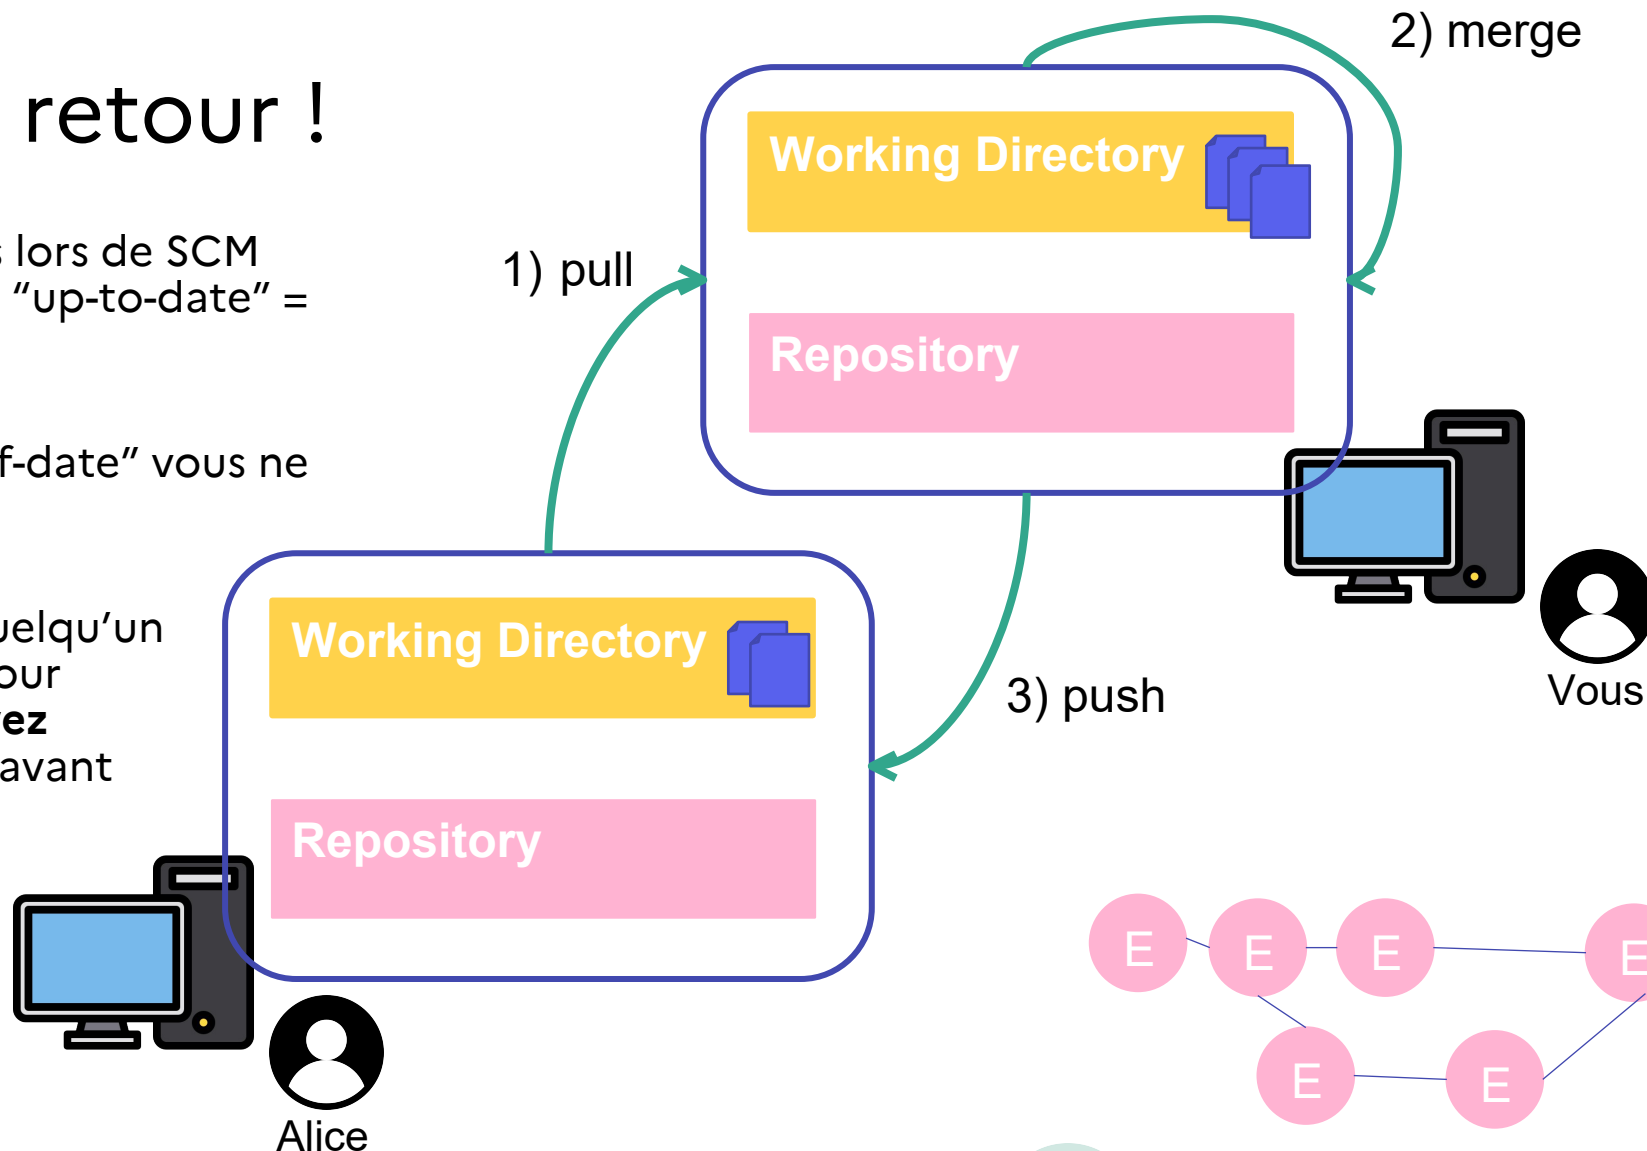 retour !
s lors de SCM
"up-to-date" =
f-date" vous ne
uelqu'un
our
ez
avant
1) pull
2) merge
Working Directory
Repository
3) push
Vous
Working Directory
Repository
Alice
E E E E
E E